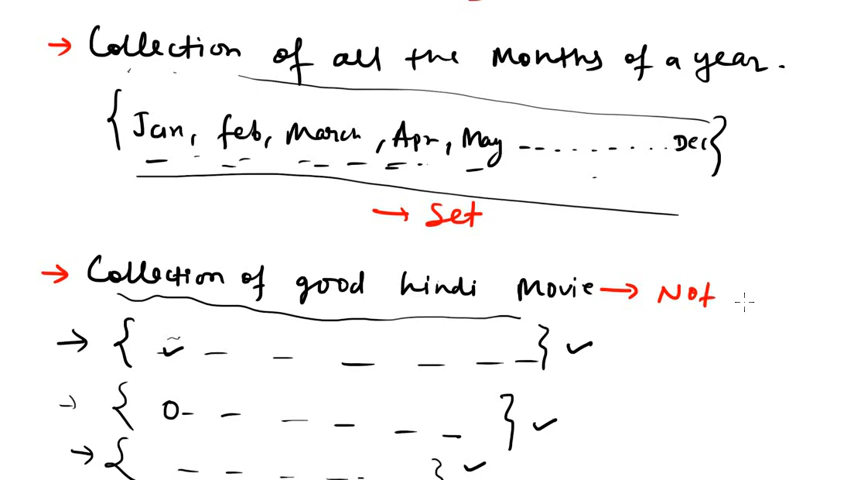 → Collection of all the Months of a year.
{Jan, feb, March, Apr, May ---------- Dec}
→ Set
→ Collection of good hindi Movie → Not
→ { ✓ – – – – – – } ✓
→ { 0- – – – – – } ✓
→ { – – – –- } ✓